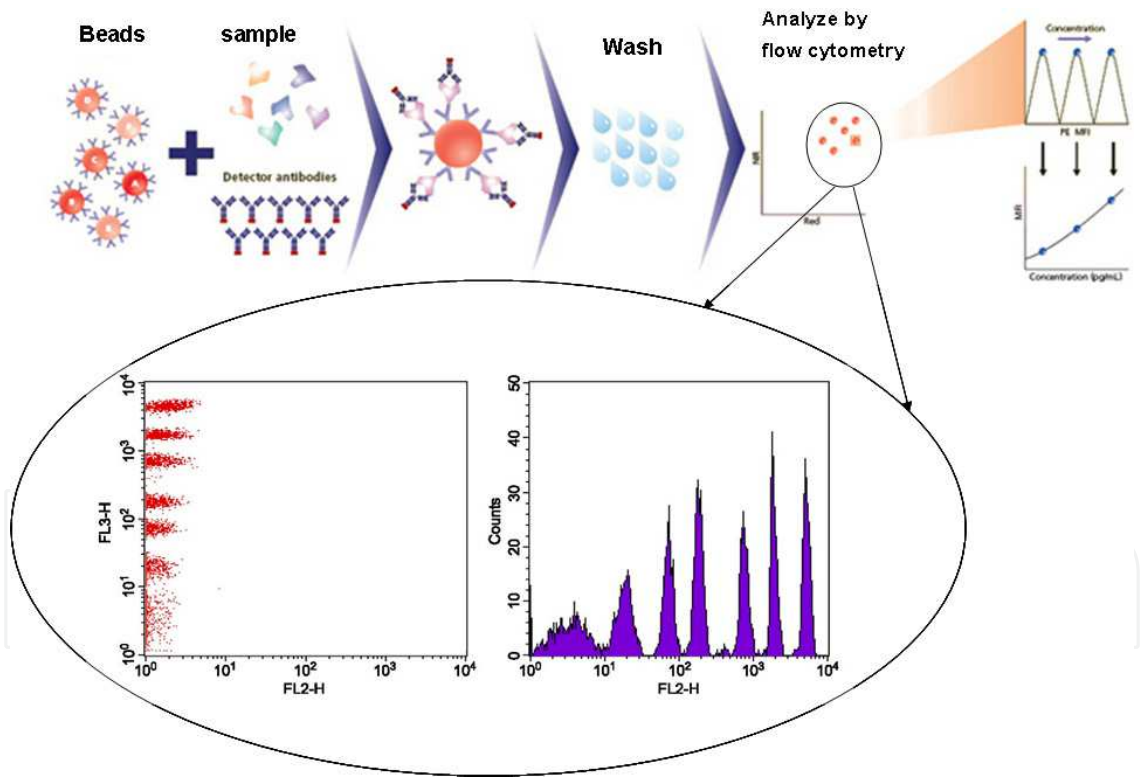 Beads
sample
Detector antibodies
Wash
Analyze by
flow cytometry
NIR
Red
Concentration
PE MFI
MFI
Concentration (pg/mL)
10⁴
10³
10²
10¹
10⁰
FL3-H
10⁰ 10¹ 10² 10³ 10⁴
FL2-H
50
40
30
20
10
0
Counts
10⁰ 10¹ 10² 10³ 10⁴
FL2-H